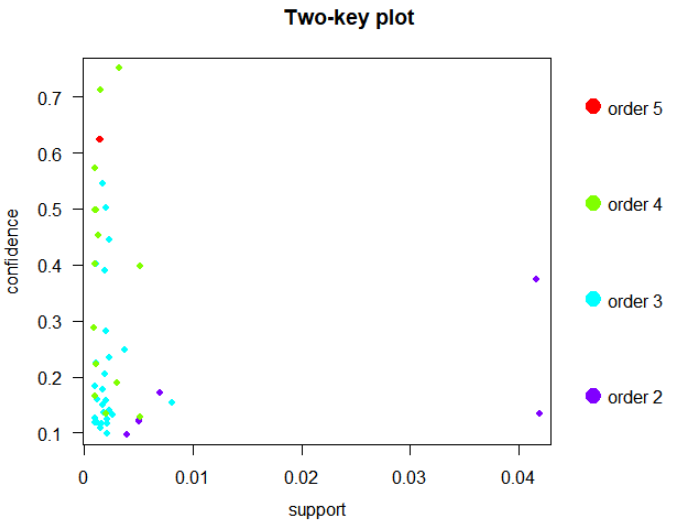 Two-key plot
confidence
0.7
0.6
0.5
0.4
0.3
0.2
0.1
0
0.01
0.02
0.03
0.04
support
order 5
order 4
order 3
order 2